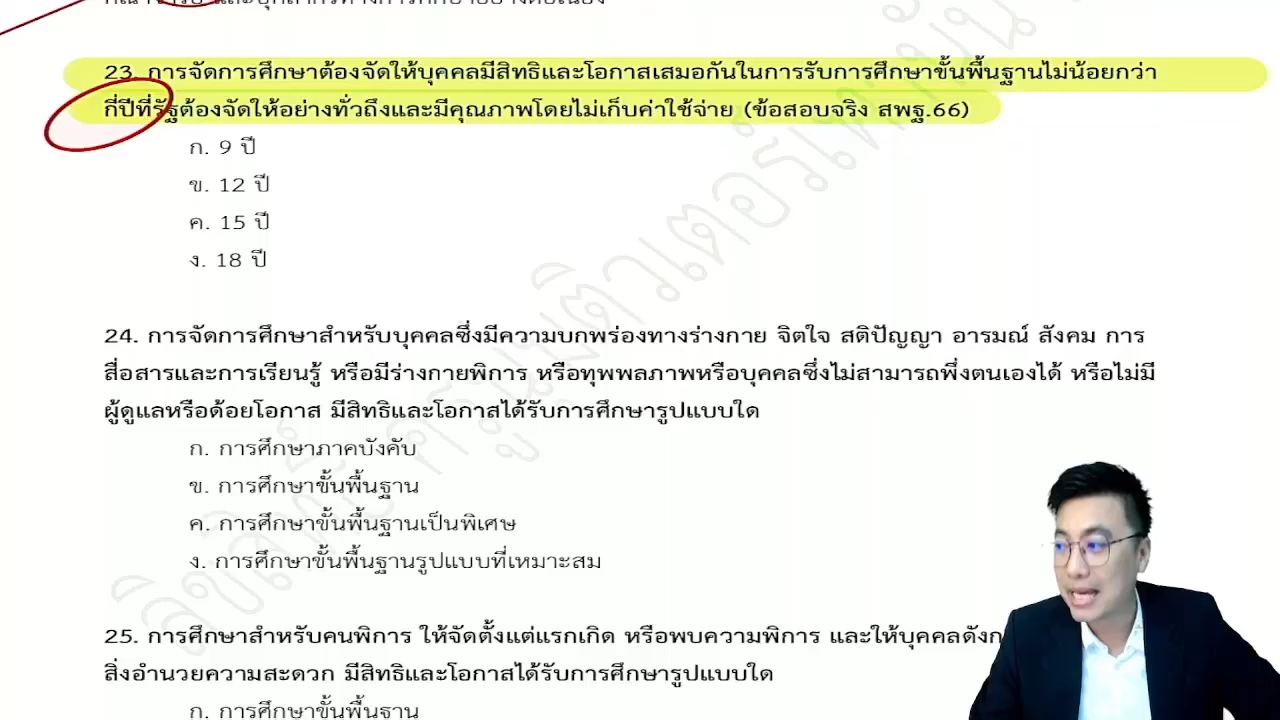 23. การจัดการศึกษาต้องจัดให้บุคคลมีสิทธิและโอกาสเสมอกันในการรับการศึกษาขั้นพื้นฐานไม่น้อยกว่า
กี่ปีที่รัฐต้องจัดให้อย่างทั่วถึงและมีคุณภาพโดยไม่เก็บค่าใช้จ่าย (ข้อสอบจริง สพฐ.66)
ก. 9 ปี
ข. 12 ปี
ค. 15 ปี
ง. 18 ปี
24. การจัดการศึกษาสำหรับบุคคลซึ่งมีความบกพร่องทางร่างกาย จิตใจ สติปัญญา อารมณ์ สังคม การ
สื่อสารและการเรียนรู้ หรือมีร่างกายพิการ หรือทุพพลภาพหรือบุคคลซึ่งไม่สามารถพึ่งตนเองได้ หรือไม่มี
ผู้ดูแลหรือด้อยโอกาส มีสิทธิและโอกาสได้รับการศึกษารูปแบบใด
ก. การศึกษาภาคบังคับ
ข. การศึกษาขั้นพื้นฐาน
ค. การศึกษาขั้นพื้นฐานเป็นพิเศษ
ง. การศึกษาขั้นพื้นฐานรูปแบบที่เหมาะสม
25. การศึกษาสำหรับคนพิการ ให้จัดตั้งแต่แรกเกิด หรือพบความพิการ และให้บุคคล
สิ่งอำนวยความสะดวก มีสิทธิและโอกาสได้รับการศึกษารูปแบบใด
ก. การศึกษาขั้นพื้นฐาน